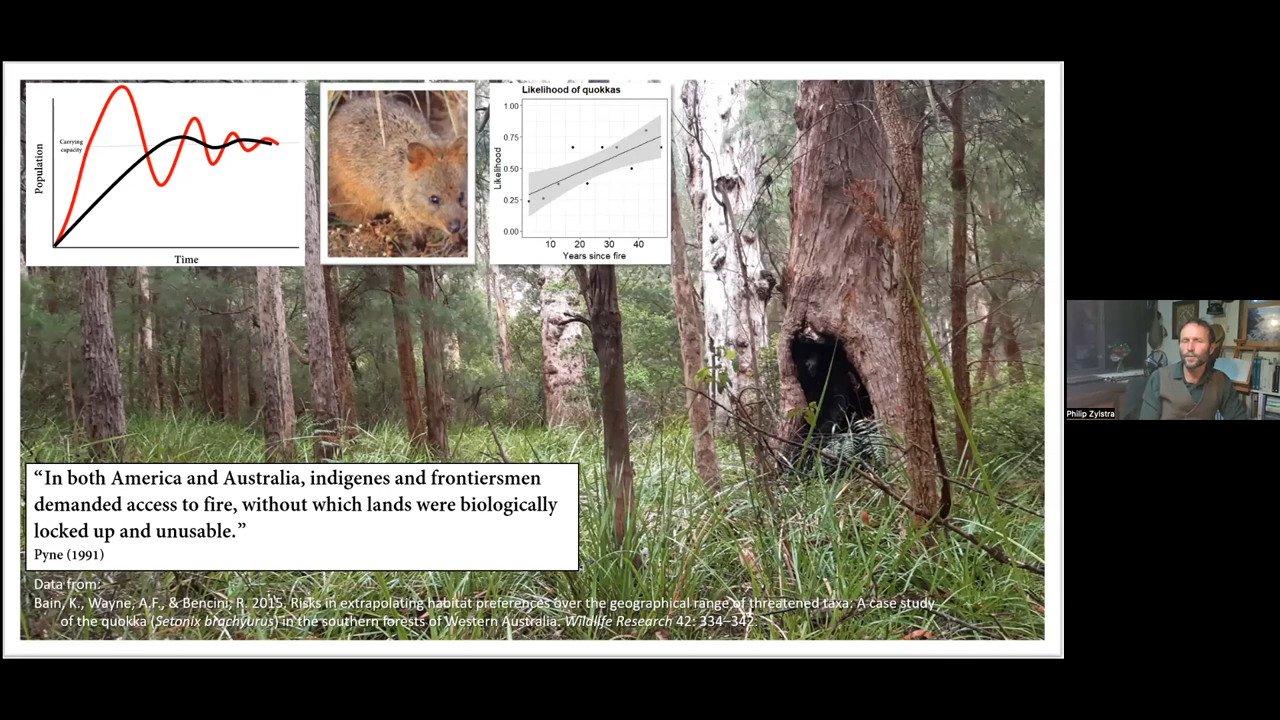 Population
Carrying
capacity
Time
Likelihood of quokkas
Likelihood
1.00
0.75
0.50
0.25
0.00
10 20 30 40
Years since fire
“In both America and Australia, indigenes and frontiersmen
demanded access to fire, without which lands were biologically
locked up and unusable.”
Pyne (1991)
Data from:
Bain, K., Wayne, A.F., & Bencini, R. 2015. Risks in extrapolating habitat preferences over the geographical range of threatened taxa: A case study
of the quokka (Setonix brachyurus) in the southern forests of Western Australia. Wildlife Research 42: 334–342.
Philip Zylstra